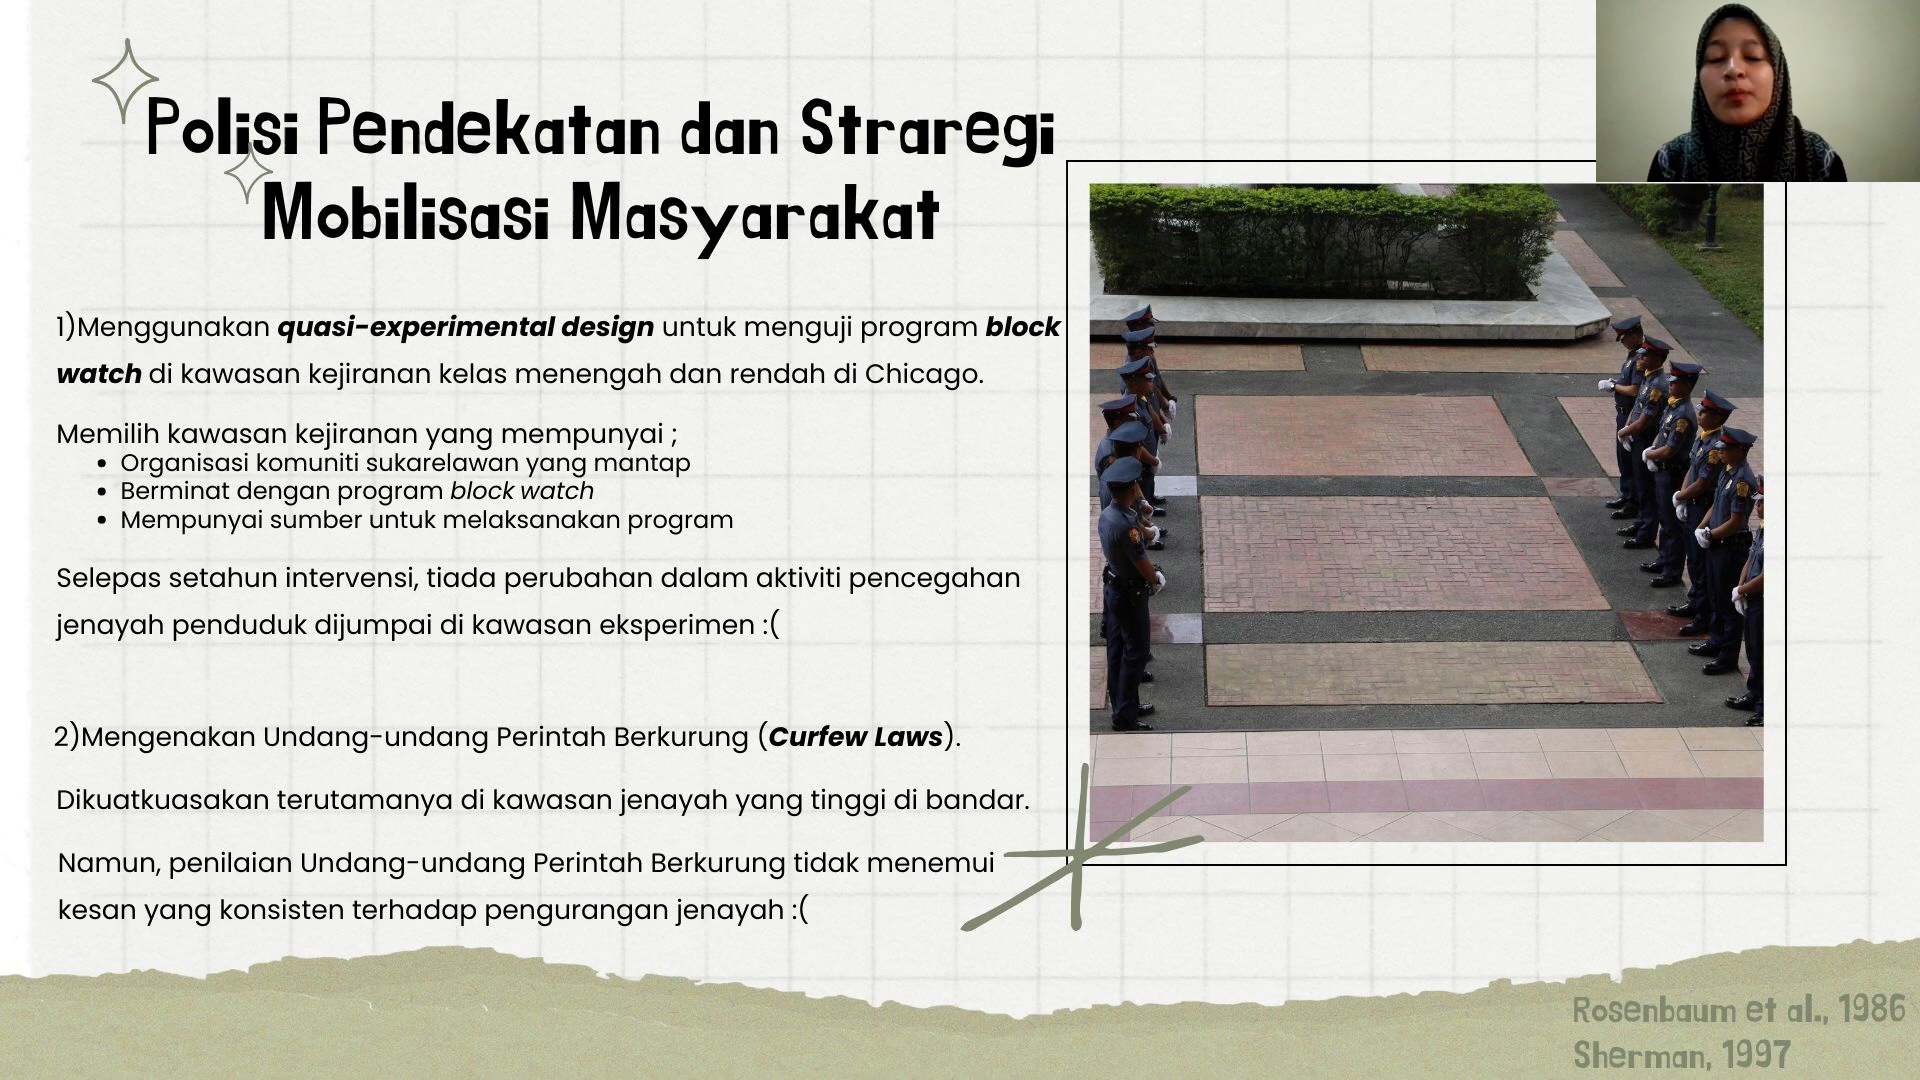 Polisi Pendekatan dan Straregi
Mobilisasi Masyarakat
1)Menggunakan quasi-experimental design untuk menguji program block
watch di kawasan kejiranan kelas menengah dan rendah di Chicago.
Memilih kawasan kejiranan yang mempunyai ;
• Organisasi komuniti sukarelawan yang mantap
• Berminat dengan program block watch
• Mempunyai sumber untuk melaksanakan program
Selepas setahun intervensi, tiada perubahan dalam aktiviti pencegahan
jenayah penduduk dijumpai di kawasan eksperimen :(
2)Mengenakan Undang-undang Perintah Berkurung (Curfew Laws).
Dikuatkuasakan terutamanya di kawasan jenayah yang tinggi di bandar.
Namun, penilaian Undang-undang Perintah Berkurung tidak menemui
kesan yang konsisten terhadap pengurangan jenayah :(
Rosenbaum et al., 1986
Sherman, 1997